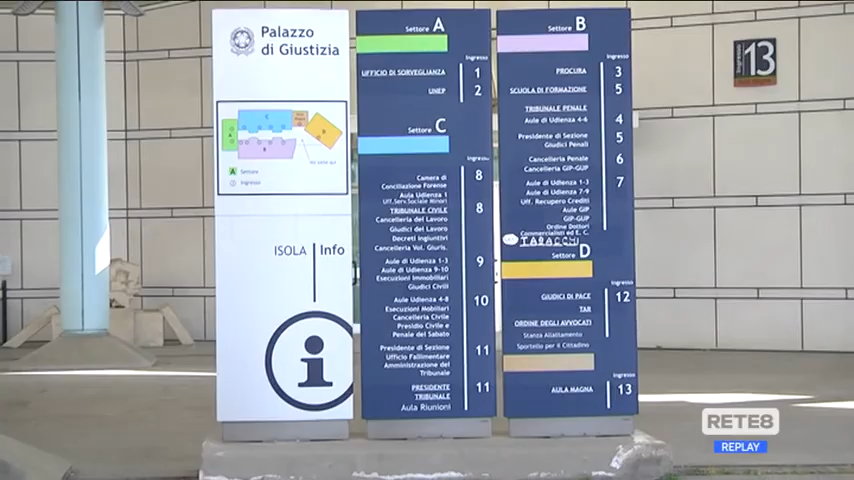 Palazzo
di Giustizia
A
C
D
B
Settore
Ingresso
ISOLA Info
Settore A
Ingresso
UFFICIO DI SORVEGLIANZA 1
UNEP 2
Settore C
Ingresso
Camera di 8
Conciliazione Forense
Aula Udienza 1
Uff.Serv.Sociale Minori
TRIBUNALE CIVILE 8
Cancelleria del Lavoro
Giudici del Lavoro
Decreti Ingiuntivi
Cancelleria Vol. Giuris.
Aule di Udienza 1-3 9
Aule di Udienza 9-10
Esecuzioni Immobiliari
Giudici Civili
Aule Udienza 4-8 10
Esecuzioni Mobiliari
Cancellerie Civile
Presidio Civile e
Penale del Sabato
Presidente di Sezione 11
Ufficio Fallimentare
Amministrazione del
Tribunale
PRESIDENTE 11
TRIBUNALE
Aula Riunioni
Settore B
Ingresso
PROCURA 3
SCUOLA DI FORMAZIONE 5
TRIBUNALE PENALE
Aule di Udienza 4-6 4
Presidente di Sezione 5
Giudici Penali
Cancelleria Penale 6
Cancelleria GIP-GUP
Aule di Udienza 1-3 7
Aule di Udienza 7-9
Uff. Recupero Crediti
Aule GIP
GIP-GUP
Ordine Dottori
Commercialisti ed E. C.
TABACCHI
Settore D
Ingresso
GIUDICI DI PACE 12
TAR
ORDINE DEGLI AVVOCATI
Stanza Allattamento
Sportello per il Cittadino
Ingresso
AULA MAGNA 13
Ingresso 13
RETE8
REPLAY